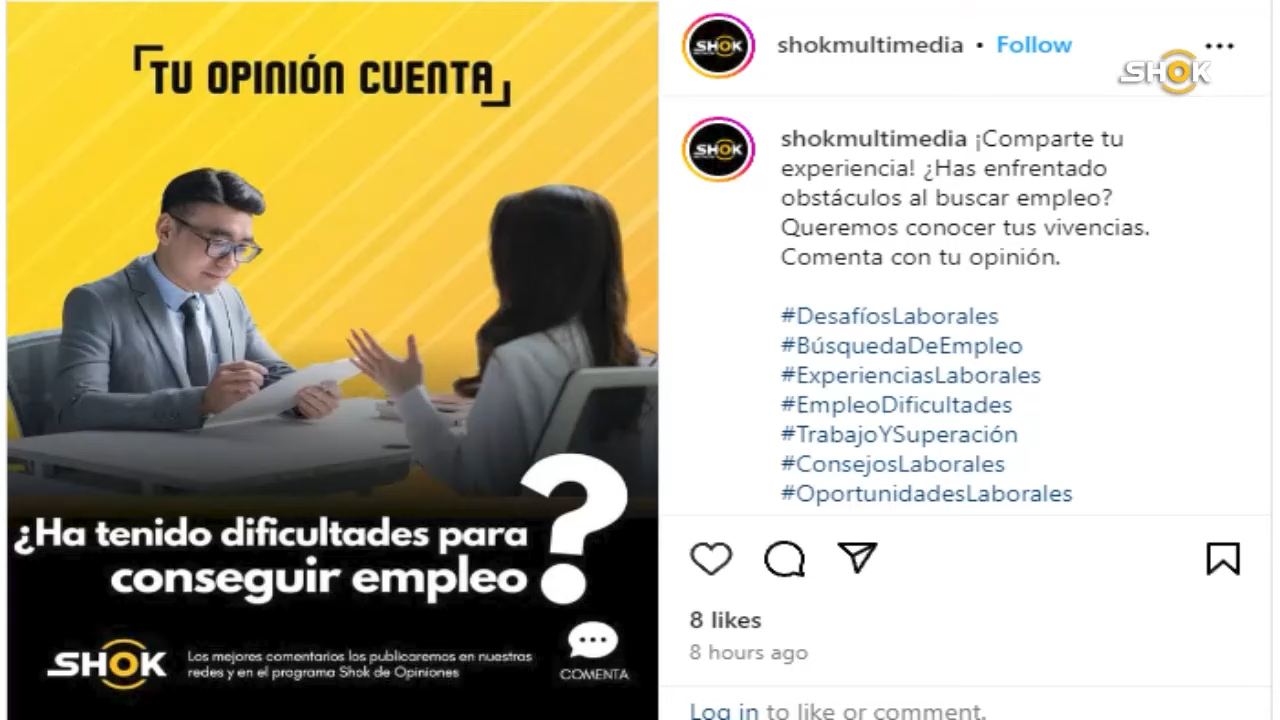 TU OPINIÓN CUENTA
¿Ha tenido dificultades para
conseguir empleo?
SHOK
Los mejores comentarios los publicaremos en nuestras
redes y en el programa Shok de Opiniones
COMENTA
SHOK
shokmultimedia • Follow
SHOK
SHOK
shokmultimedia ¡Comparte tu
experiencia! ¿Has enfrentado
obstáculos al buscar empleo?
Queremos conocer tus vivencias.
Comenta con tu opinión.
#DesafíosLaborales
#BúsquedaDeEmpleo
#ExperienciasLaborales
#EmpleoDificultades
#TrabajoYSuperación
#ConsejosLaborales
#OportunidadesLaborales
8 likes
8 hours ago
Log in to like or comment.